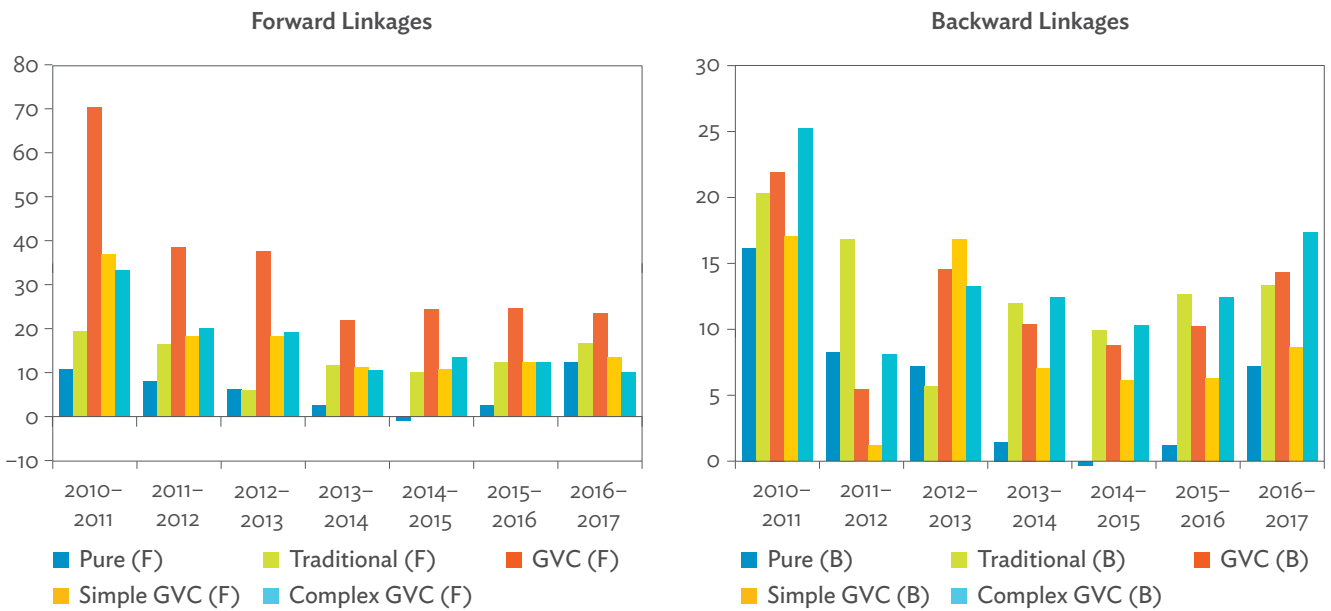 Forward Linkages
80
70
60
50
40
30
20
10
0
–10
2010– 2011– 2012– 2013– 2014– 2015– 2016–
2011 2012 2013 2014 2015 2016 2017
Pure (F) Traditional (F) GVC (F)
Simple GVC (F) Complex GVC (F)
Backward Linkages
30
25
20
15
10
5
0
2010– 2011– 2012– 2013– 2014– 2015– 2016–
2011 2012 2013 2014 2015 2016 2017
Pure (B) Traditional (B) GVC (B)
Simple GVC (B) Complex GVC (B)